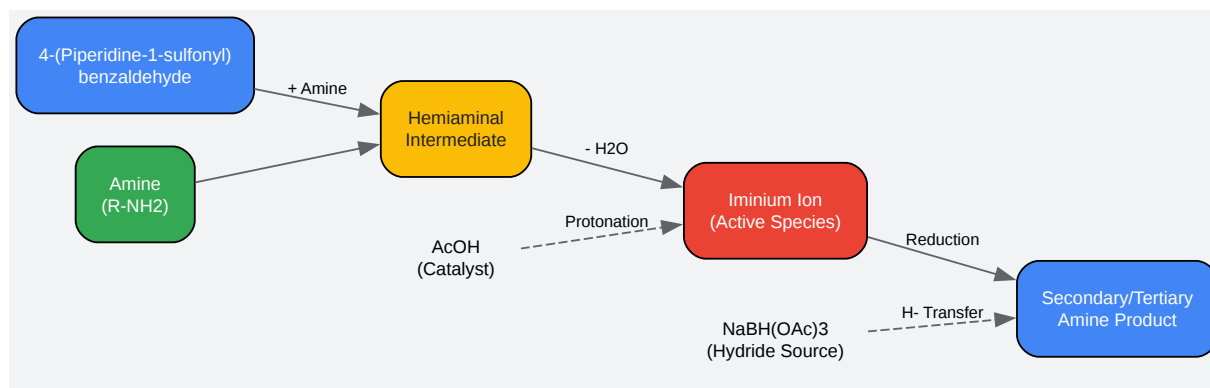 4-(Piperidine-1-sulfonyl)
benzaldehyde
+ Amine
Amine
(R-NH2)
Hemiaminal
Intermediate
- H2O
Protonation
AcOH
(Catalyst)
Iminium Ion
(Active Species)
Reduction
H- Transfer
NaBH(OAc)3
(Hydride Source)
Secondary/Tertiary
Amine Product